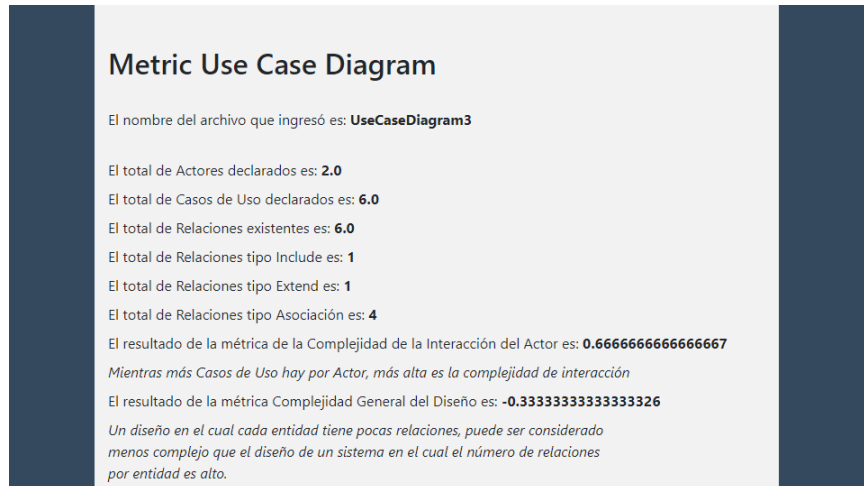 Metric Use Case Diagram
El nombre del archivo que ingresó es: UseCaseDiagram3
El total de Actores declarados es: 2.0
El total de Casos de Uso declarados es: 6.0
El total de Relaciones existentes es: 6.0
El total de Relaciones tipo Include es: 1
El total de Relaciones tipo Extend es: 1
El total de Relaciones tipo Asociación es: 4
El resultado de la métrica de la Complejidad de la Interacción del Actor es: 0.6666666666666667
Mientras más Casos de Uso hay por Actor, más alta es la complejidad de interacción
El resultado de la métrica Complejidad General del Diseño es: -0.33333333333333326
Un diseño en el cual cada entidad tiene pocas relaciones, puede ser considerado
menos complejo que el diseño de un sistema en el cual el número de relaciones
por entidad es alto.